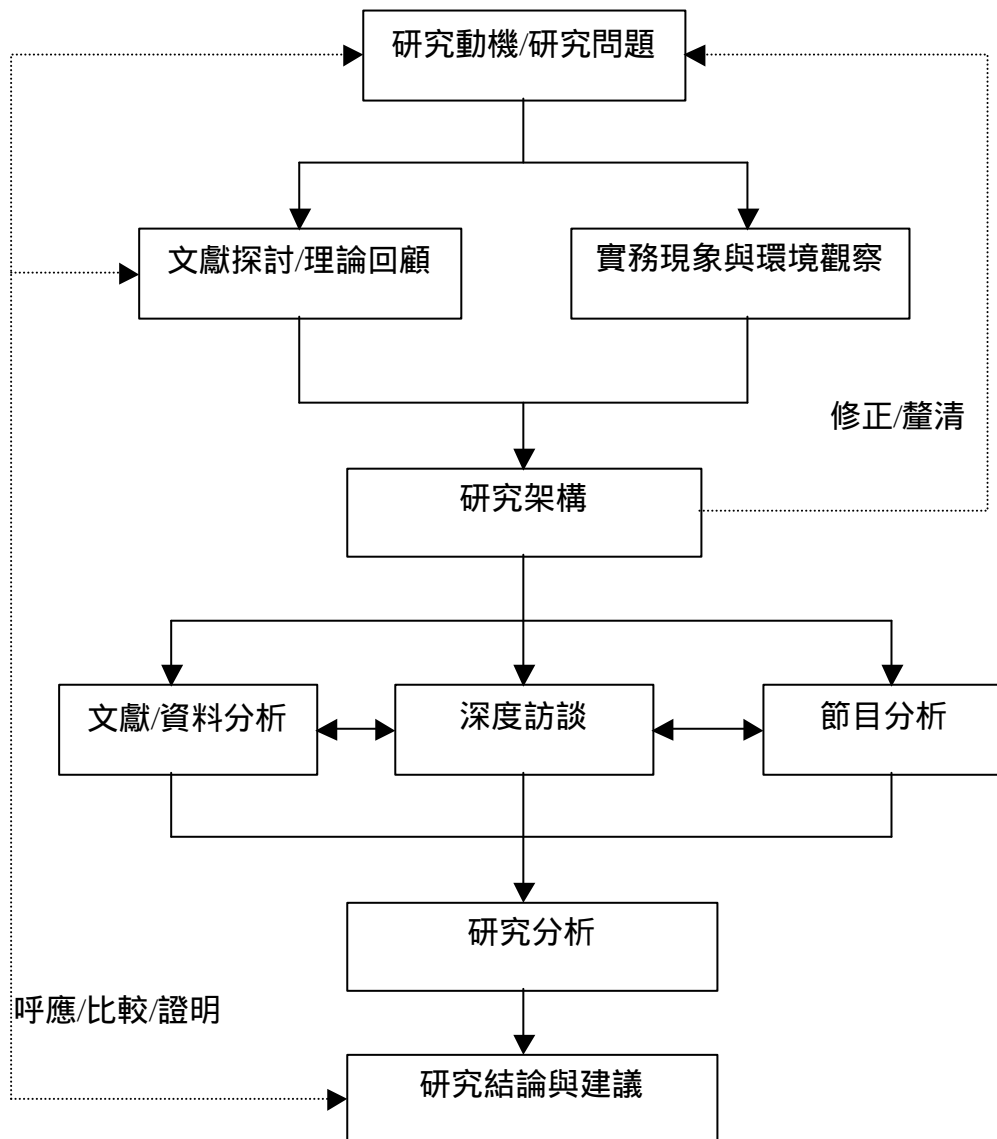 研究動機/研究問題
文獻探討/理論回顧
實務現象與環境觀察
修正/釐清
研究架構
文獻/資料分析
深度訪談
節目分析
研究分析
呼應/比較/證明
研究結論與建議